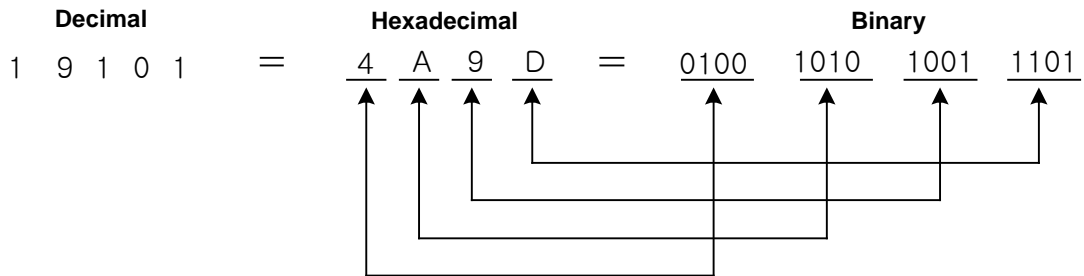 Decimal Hexadecimal Binary
1 9 1 0 1 = 4 A 9 D = 0100 1010 1001 1101